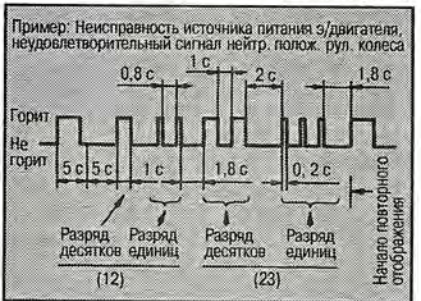 Пример: Неисправность источника питания э/двигателя,
неудовлетворительный сигнал нейтр. полож. рул. колеса
1 с
0,8 с
2 с
1,8 с
Горит
Не
горит
5 с
5 с
1 с
1,8 с
0, 2 с
Разряд
десятков
Разряд
единиц
Разряд
десятков
Разряд
единиц
Начало повторного
отображения
(12)
(23)